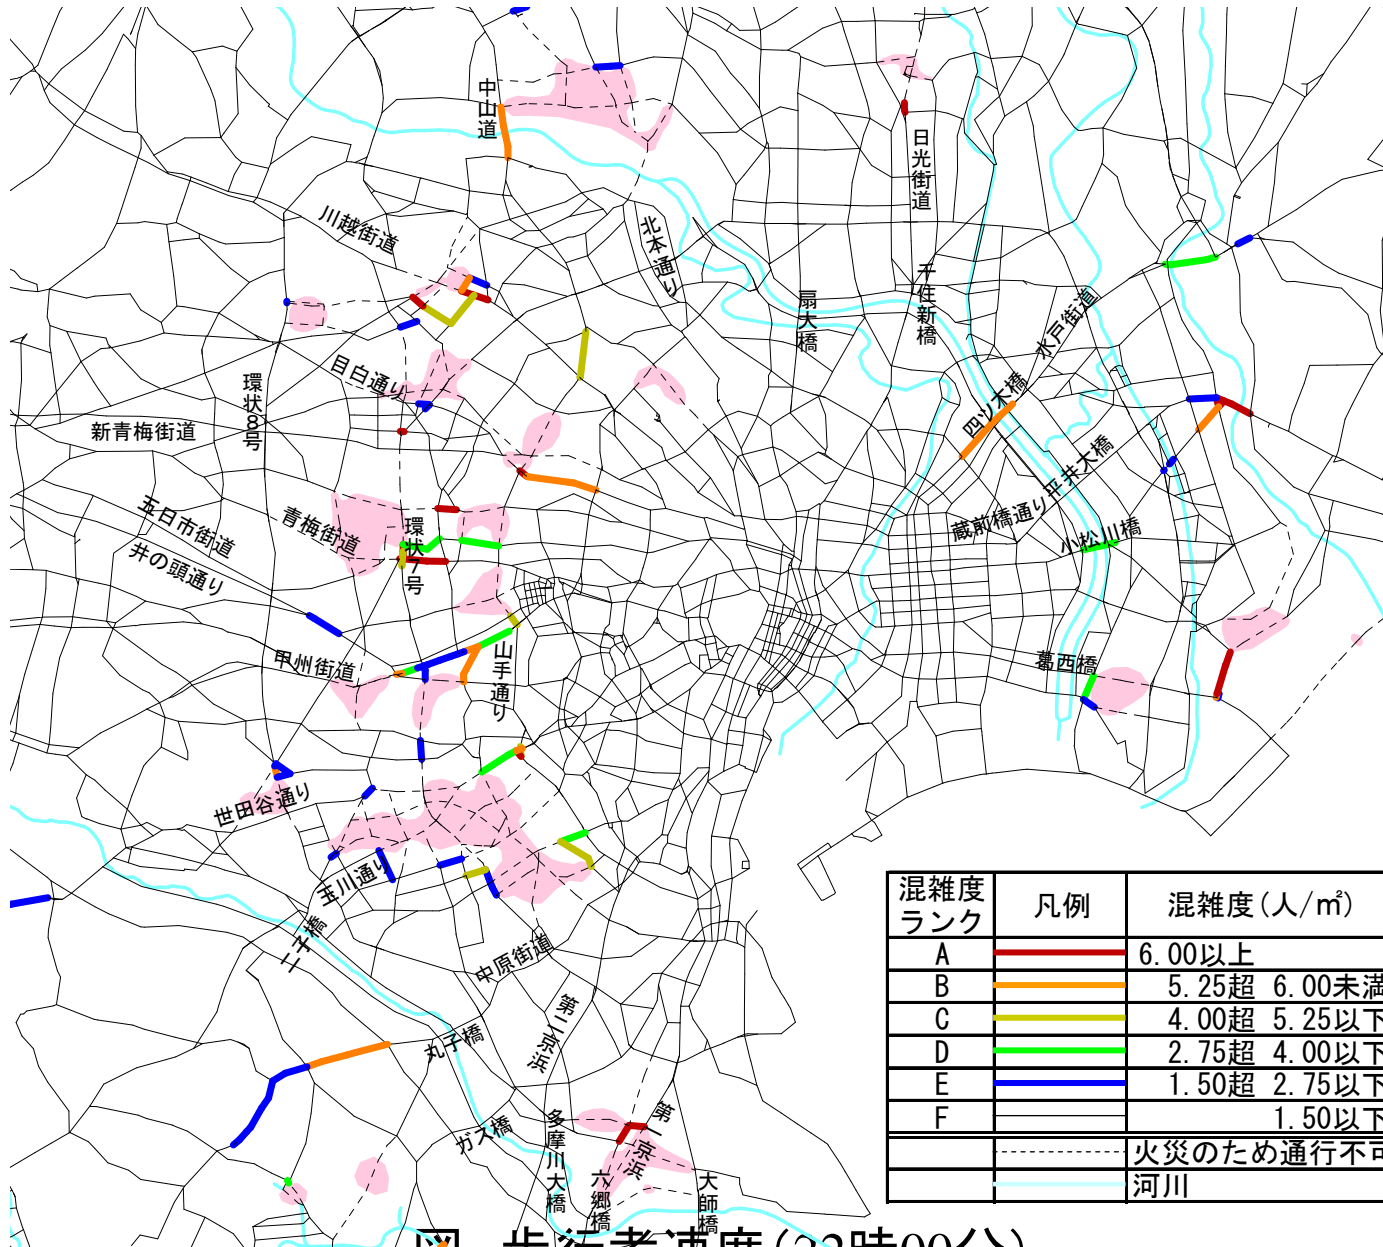 中山道
日光街道
川越街道
北本通り
千住新橋
扇大橋
水戸街道
目白通り
環状8号
四ツ木橋
新青梅街道
平井大橋
五日市街道
青梅街道
環状7号
蔵前橋通り
小松川橋
井の頭通り
甲州街道
山手通り
葛西橋
世田谷通り
玉川通り
二子橋
中原街道
第二京浜
丸子橋
ガス橋
多摩川大橋
六郷橋
第一京浜
大師橋
混雑度ランク 凡例 混雑度(人/㎡)
A 6.00以上
B 5.25超 6.00未満
C 4.00超 5.25以下
D 2.75超 4.00以下
E 1.50超 2.75以下
F 1.50以下
火災のため通行不可
河川